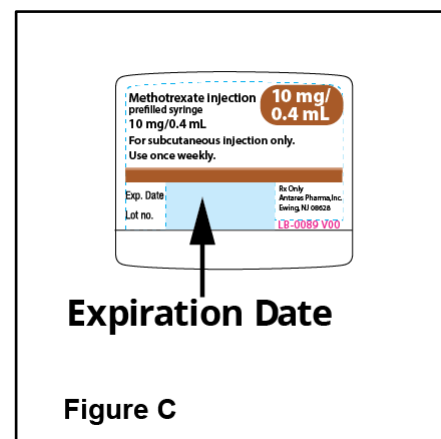 Methotrexate injection
prefilled syringe
10 mg/0.4 mL
10 mg/
0.4 mL
For subcutaneous injection only.
Use once weekly.
Exp. Date
Lot no.
Rx Only
Antares Pharma, Inc.
Ewing, NJ 08628
LB-0089 V00
Expiration Date
Figure C